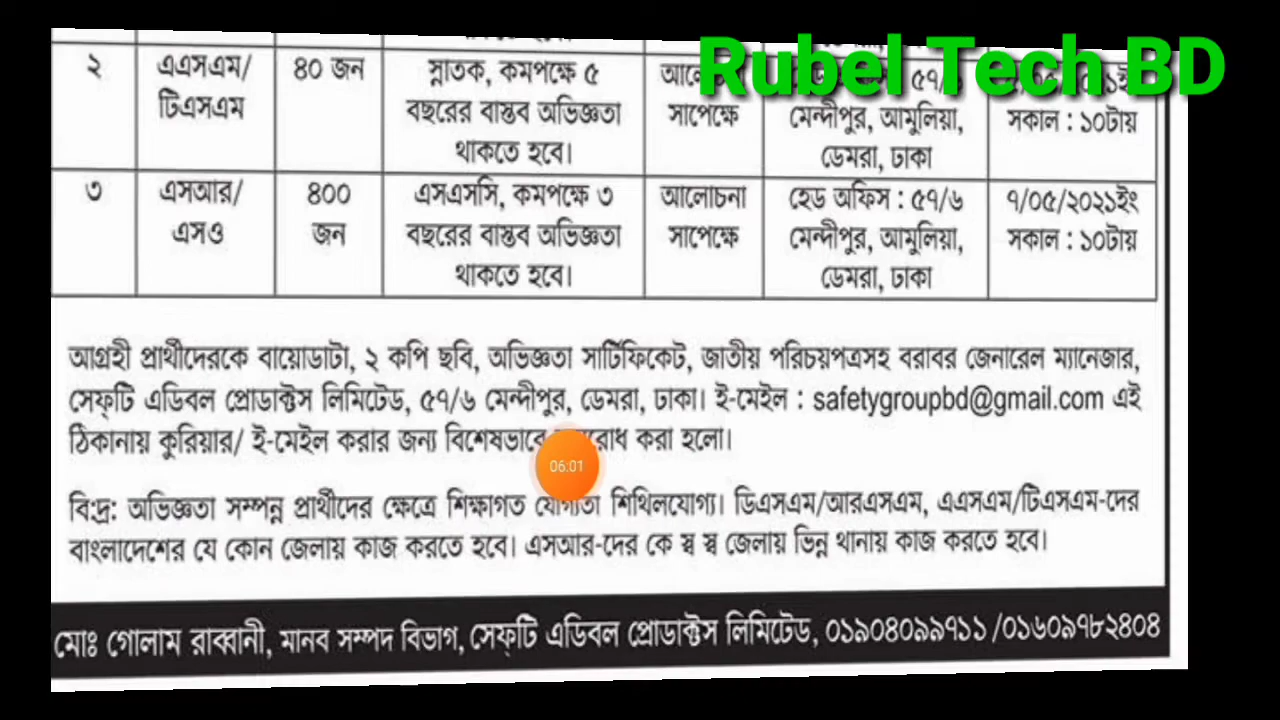 Rubel Tech BD
২ এএসএম/ ৪০ জন স্নাতক, কমপক্ষে ৫ ৫৭/৬
টিএসএম বছরের বাস্তব অভিজ্ঞতা সাপেক্ষে মেন্দীপুর, আমুলিয়া, সকাল : ১০টায়
থাকতে হবে। ডেমরা, ঢাকা
৩ এসআর/ ৪০০ এসএসসি, কমপক্ষে ৩ আলোচনা হেড অফিস : ৫৭/৬ ৭/০৫/২০২১ইং
এসও জন বছরের বাস্তব অভিজ্ঞতা সাপেক্ষে মেন্দীপুর, আমুলিয়া, সকাল : ১০টায়
থাকতে হবে। ডেমরা, ঢাকা
আগ্রহী প্রার্থীদেরকে বায়োডাটা, ২ কপি ছবি, অভিজ্ঞতা সার্টিফিকেট, জাতীয় পরিচয়পত্রসহ বরাবর জেনারেল ম্যানেজার,
সেফ্‌টি এডিবল প্রোডাক্টস লিমিটেড, ৫৭/৬ মেন্দীপুর, ডেমরা, ঢাকা। ই-মেইল : safetygroupbd@gmail.com এই
ঠিকানায় কুরিয়ার/ ই-মেইল করার জন্য বিশেষভাবে করা হলো।
06:01
বি:দ্র: অভিজ্ঞতা সম্পন্ন প্রার্থীদের ক্ষেত্রে শিক্ষাগত যোগ্যতা শিথিলযোগ্য। ডিএসএম/আরএসএম, এএসএম/টিএসএম-দের
বাংলাদেশের যে কোন জেলায় কাজ করতে হবে। এসআর-দের কে স্ব স্ব জেলায় ভিন্ন থানায় কাজ করতে হবে।
মোঃ গোলাম রাব্বানী, মানব সম্পদ বিভাগ, সেফ্‌টি এডিবল প্রোডাক্টস লিমিটেড, ০১৯০৪০৯৯৭১১ /০১৬০৯৭৮২৪০৪